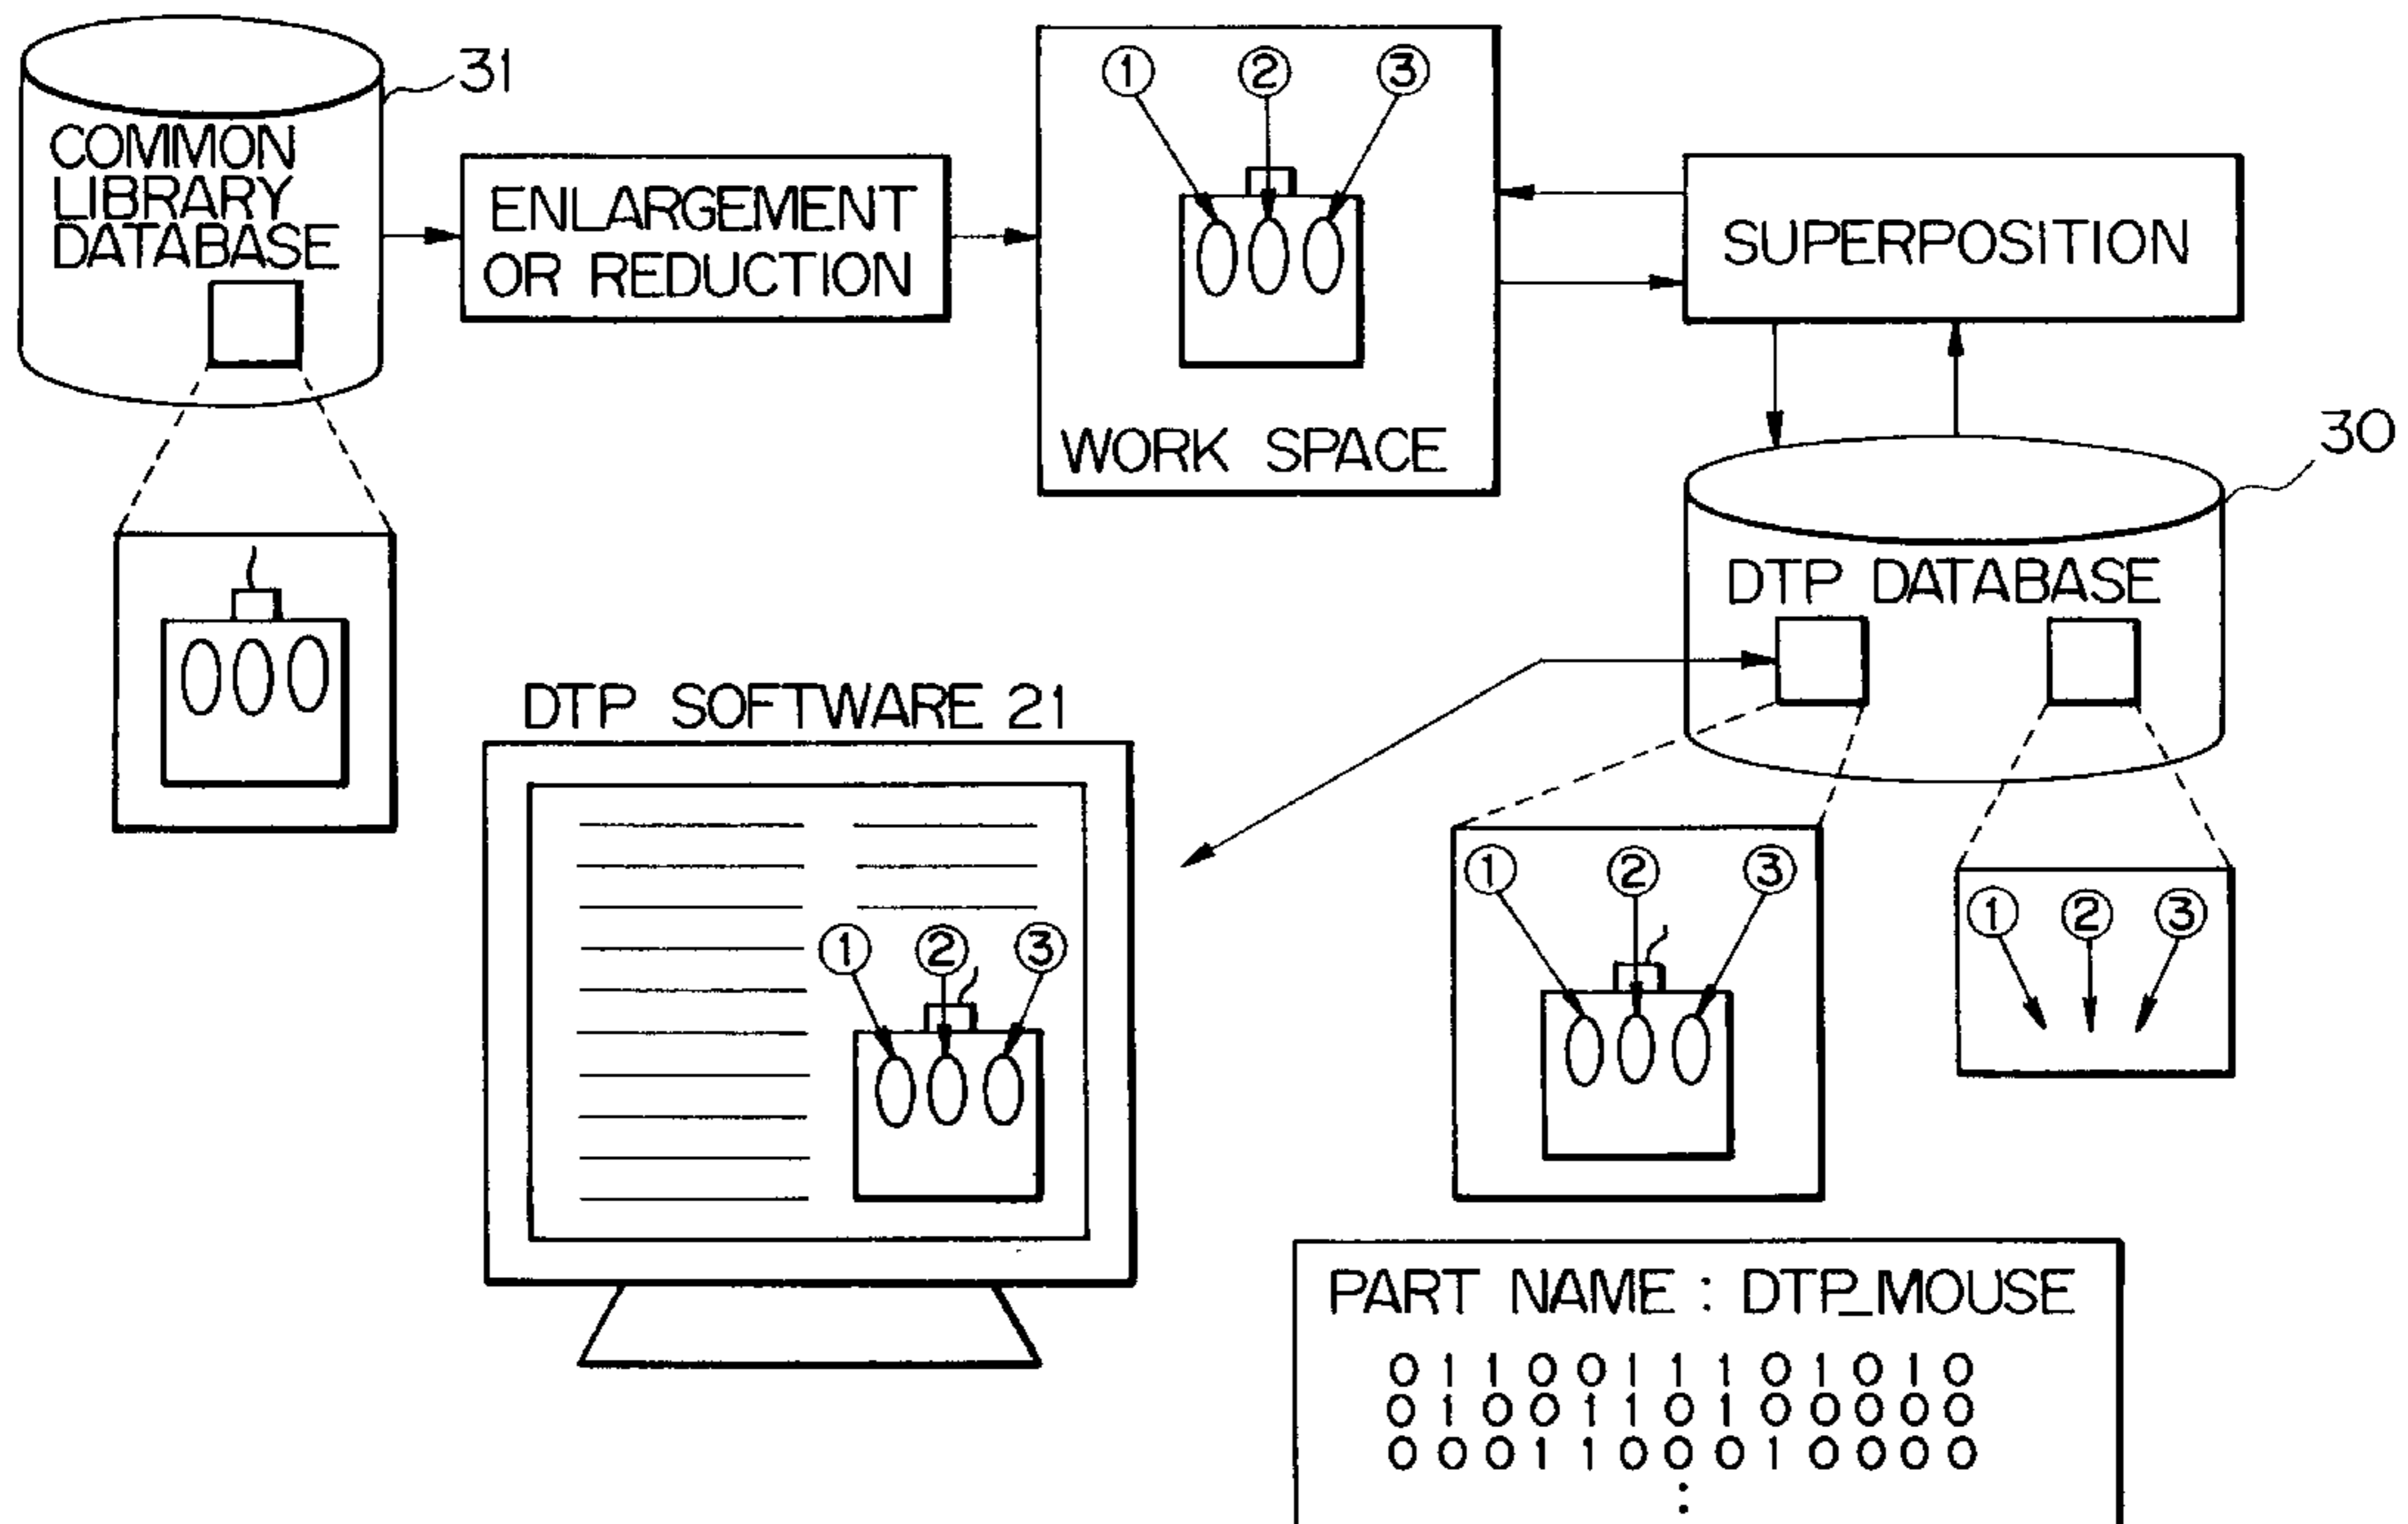 31
COMMON
LIBRARY
DATABASE
ENLARGEMENT
OR REDUCTION
① ② ③
WORK SPACE
SUPERPOSITION
30
DTP DATABASE
DTP SOFTWARE 21
① ② ③
① ② ③
① ② ③
PART NAME : DTP_MOUSE
0 1 1 0 0 1 1 1 0 1 0 1 0
0 1 0 0 1 1 0 1 0 0 0 0 0
0 0 0 1 1 0 0 0 1 0 0 0 0
: